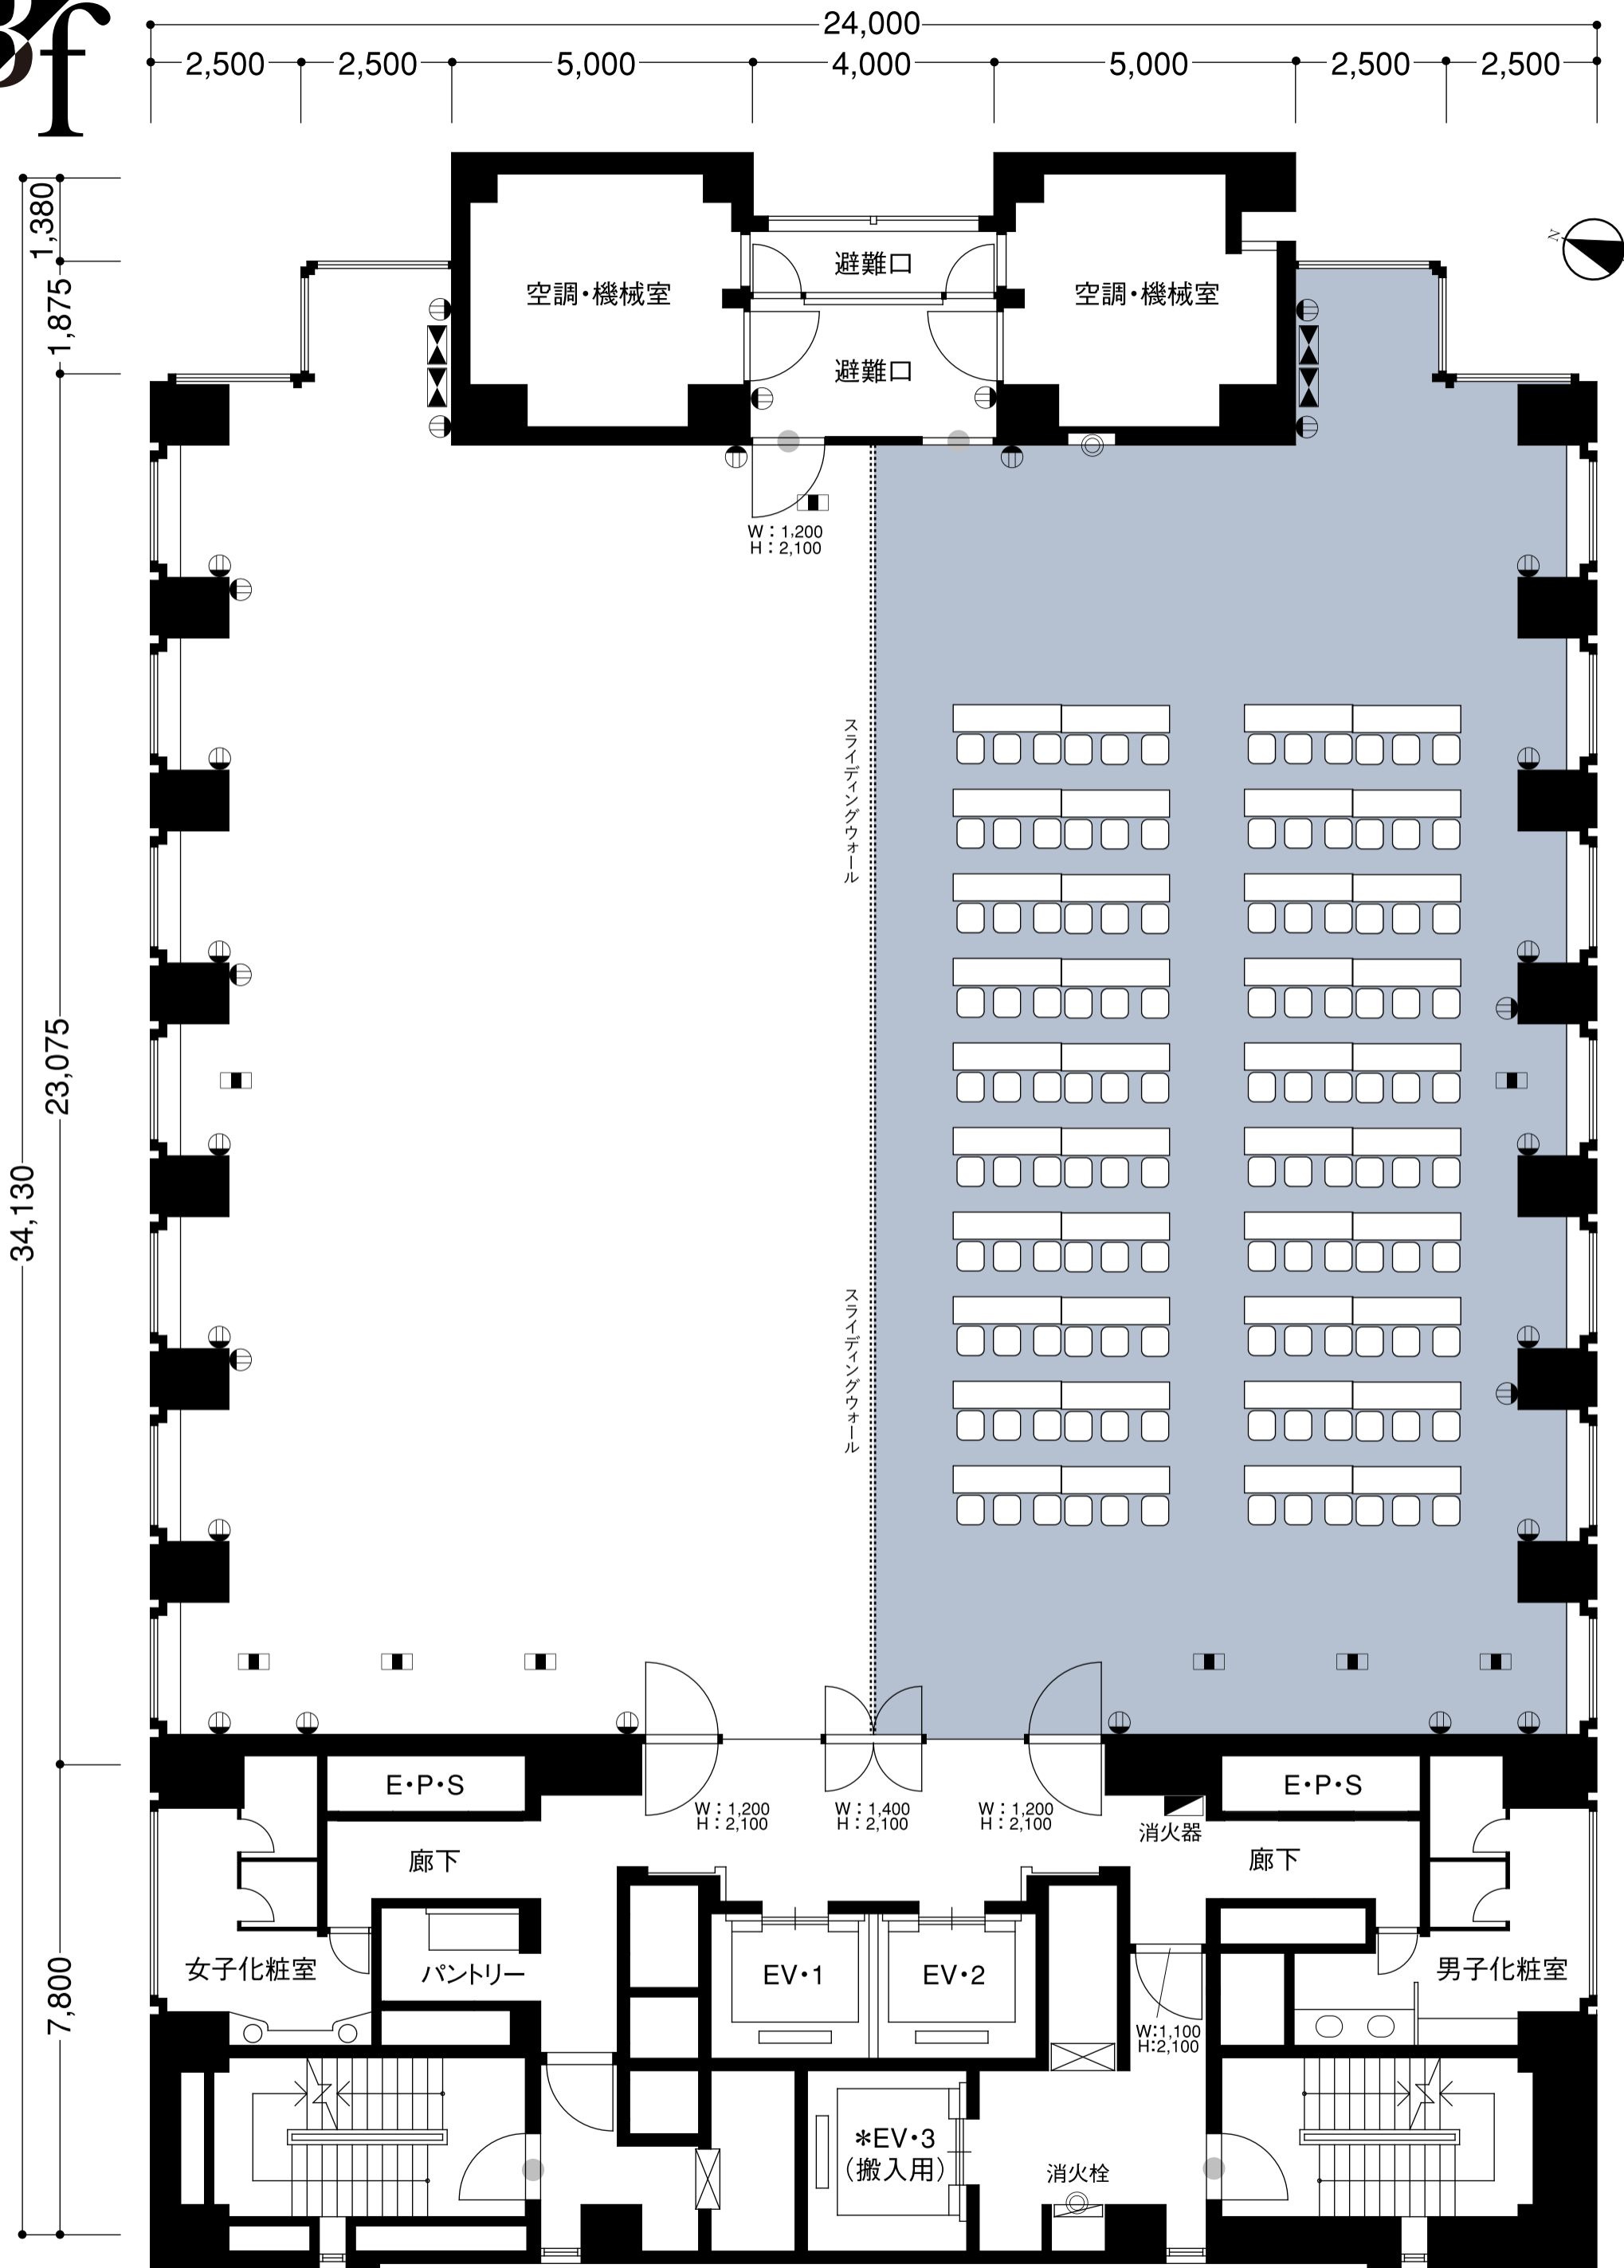 f
24,000
2,500 2,500 5,000 4,000 5,000 2,500 2,500
1,380
1,875
23,075
34,130
7,800
N
空調・機械室
避難口
避難口
空調・機械室
W：1,200
H：2,100
スライディングウォール
スライディングウォール
E・P・S
E・P・S
W：1,200
H：2,100
W：1,400
H：2,100
W：1,200
H：2,100
消火器
廊下
廊下
女子化粧室
パントリー
EV・1
EV・2
男子化粧室
W:1,100
H:2,100
＊EV・3
（搬入用）
消火栓